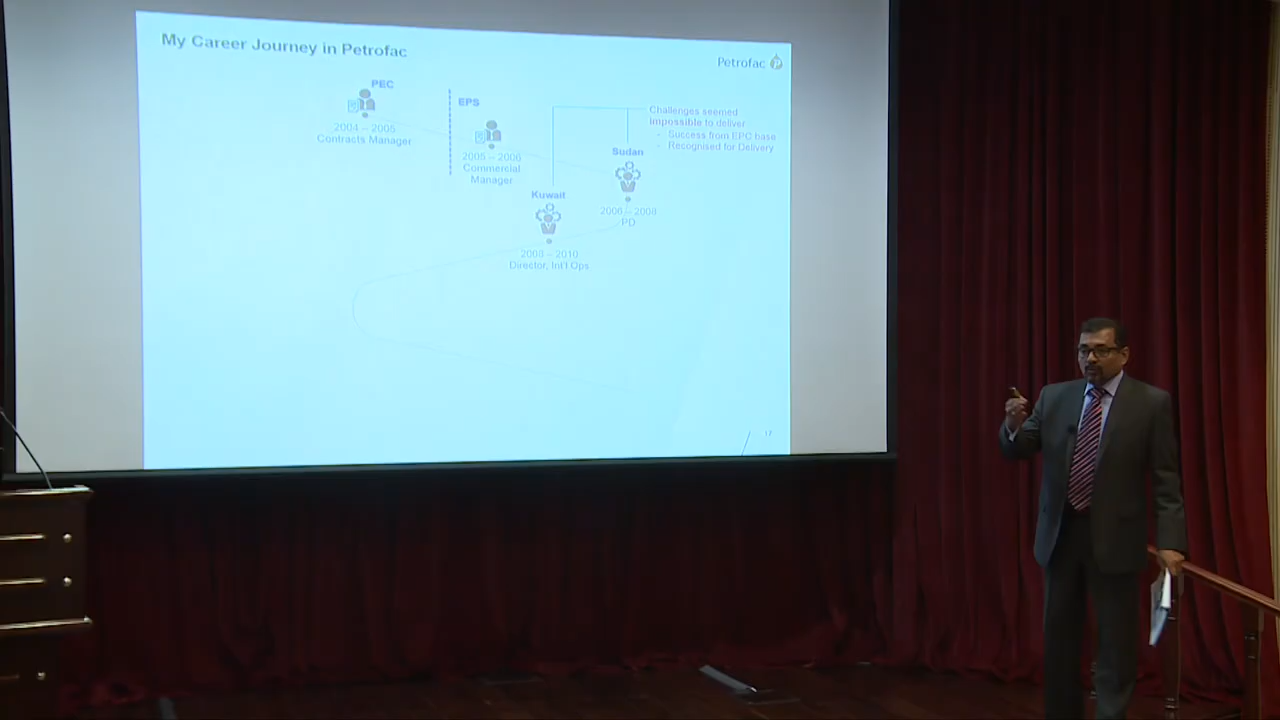 My Career Journey in Petrofac
Petrofac
PEC
2004 – 2005
Contracts Manager
EPS
2005 – 2006
Commercial
Manager
Challenges seemed
impossible to deliver
- Success from EPC base
- Recognised for Delivery
Sudan
2006 – 2008
PD
Kuwait
2008 – 2010
Director, Int'l Ops